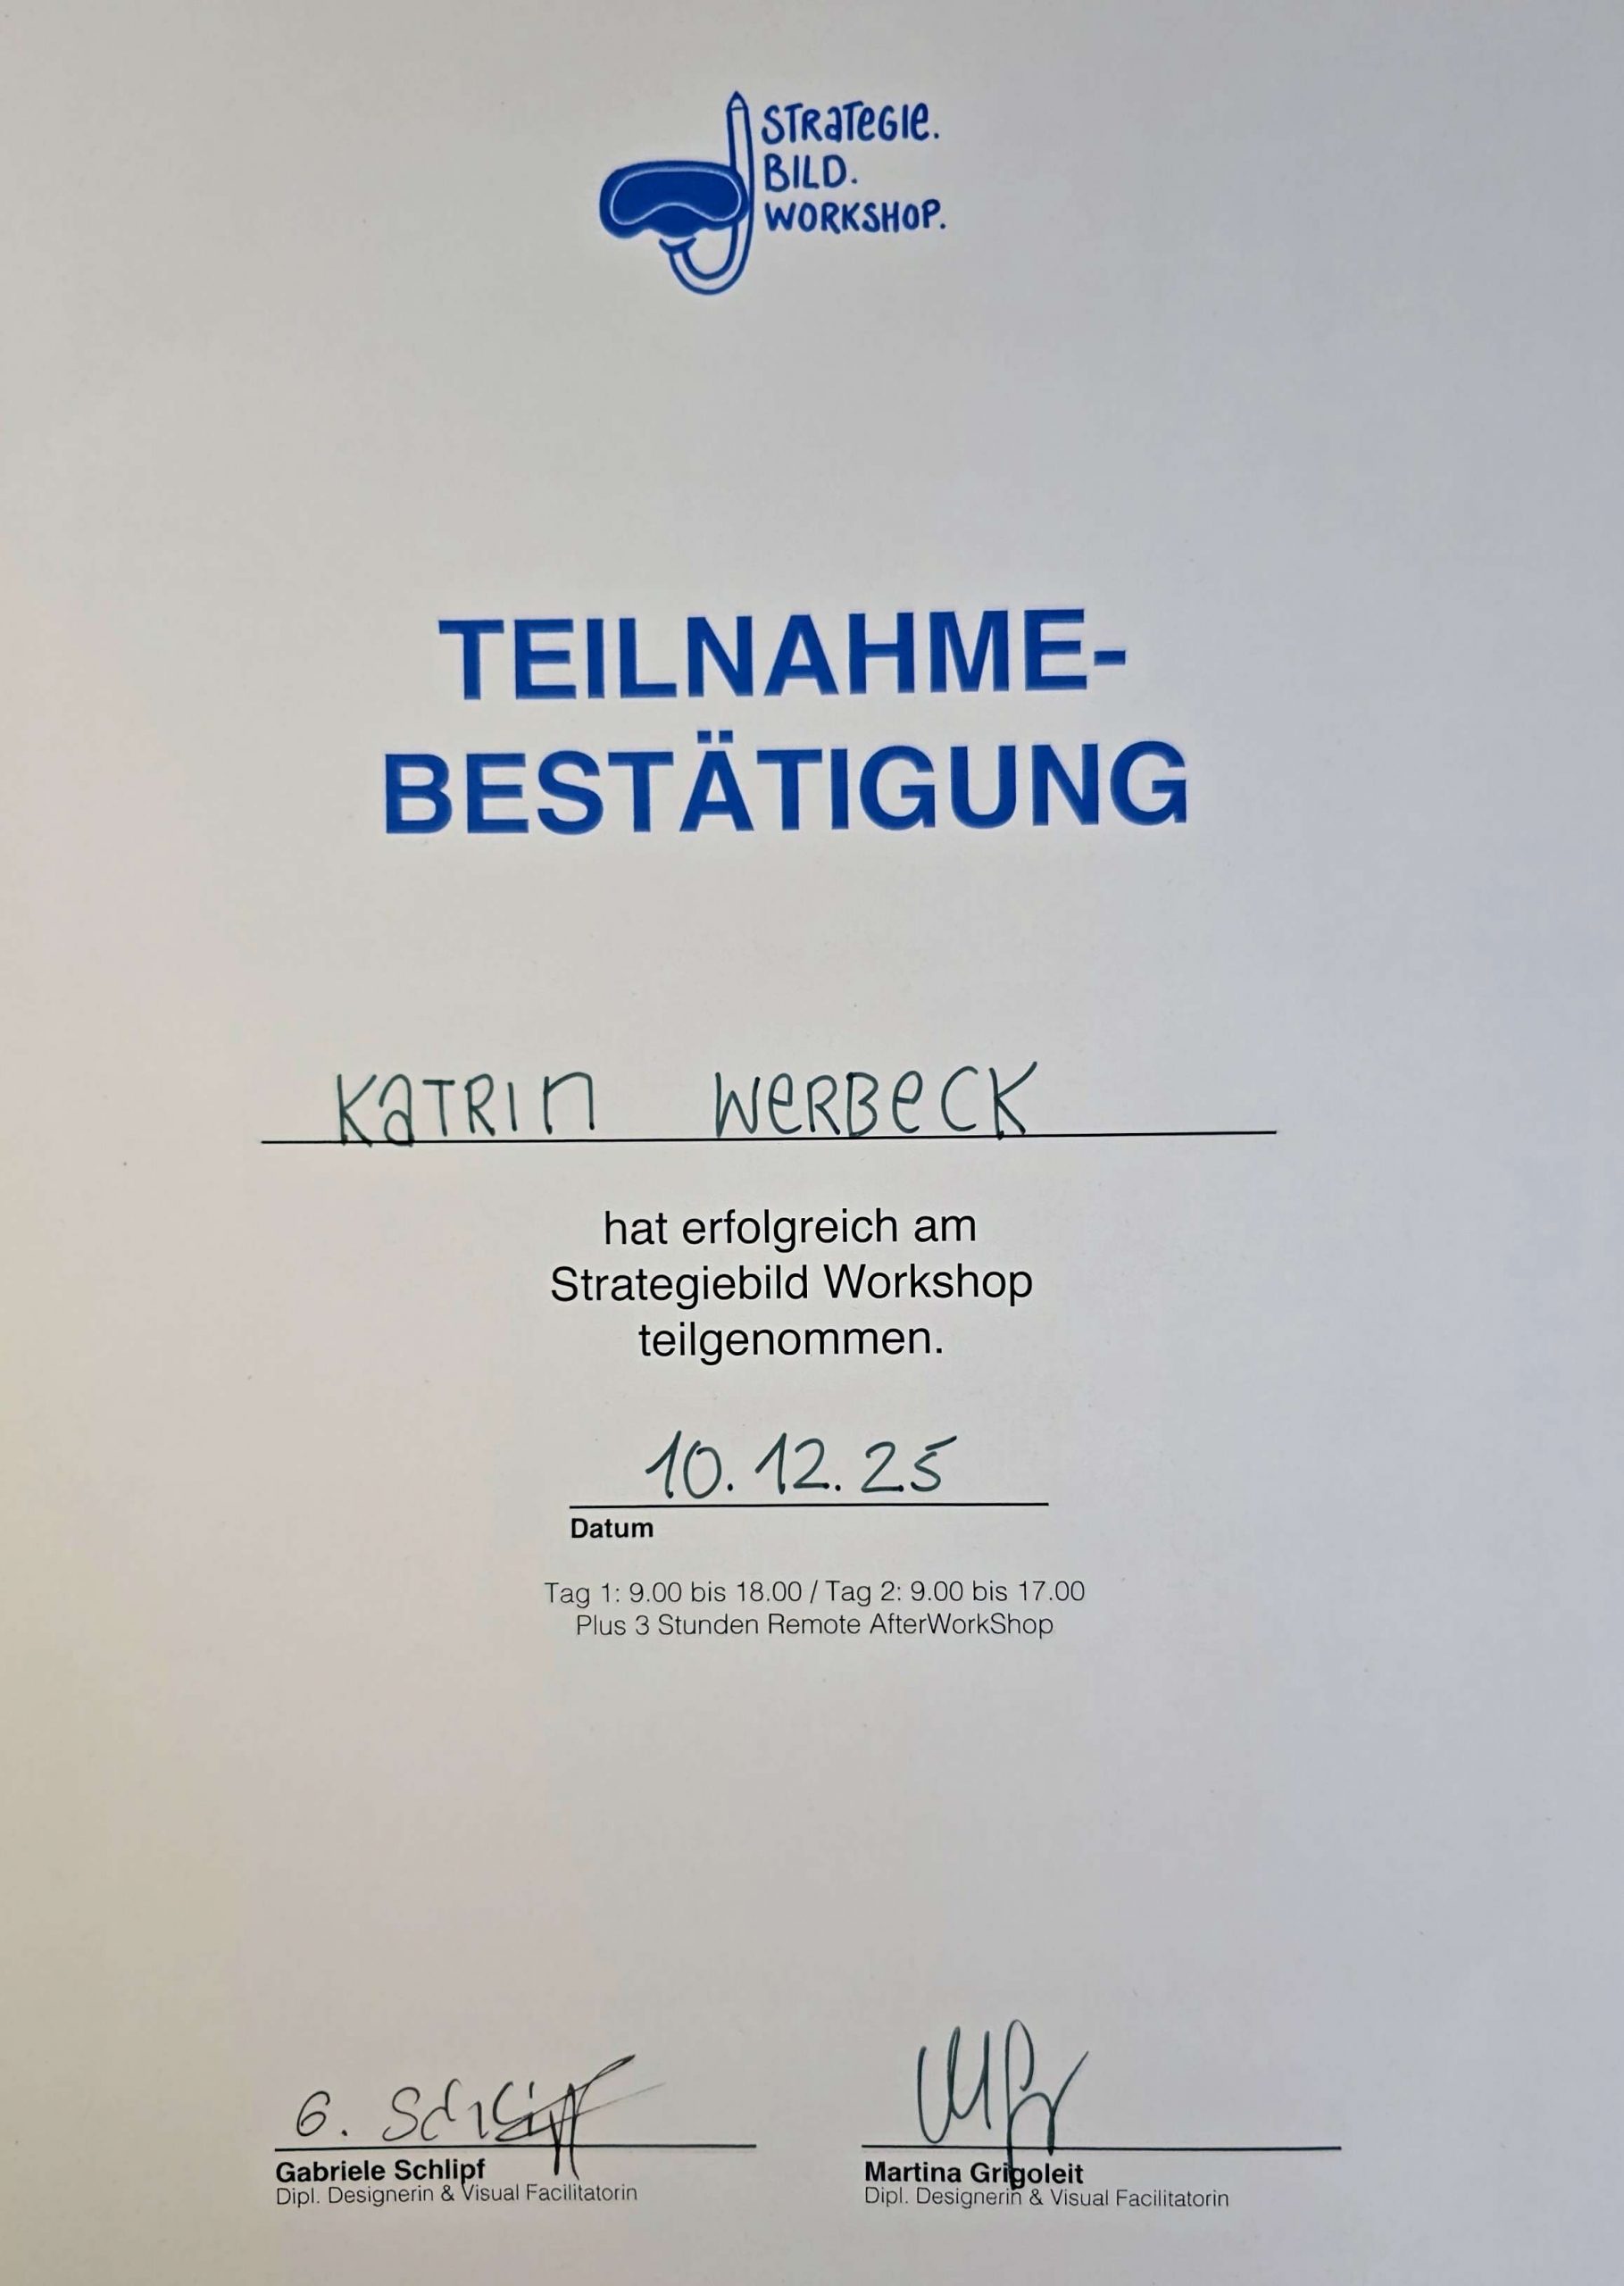 STRATEGIE.
BILD.
WORKSHOP.
TEILNAHME-
BESTÄTIGUNG
KATRIN WERBECK
hat erfolgreich am
Strategiebild Workshop
teilgenommen.
10.12.25
Datum
Tag 1: 9.00 bis 18.00 / Tag 2: 9.00 bis 17.00
Plus 3 Stunden Remote AfterWorkShop
G. Schlipf
Gabriele Schlipf
Dipl. Designerin & Visual Facilitatorin
Martina Grigoleit
Dipl. Designerin & Visual Facilitatorin